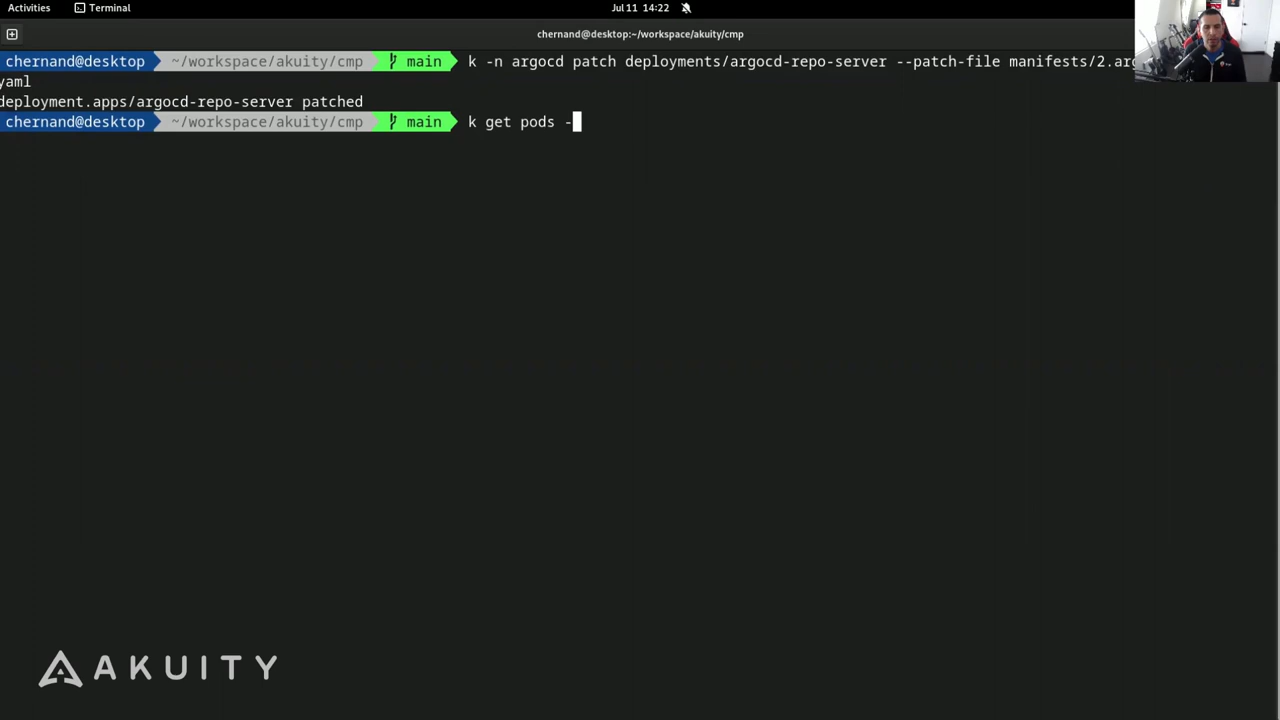 Activities Terminal Jul 11 14:22
chernand@desktop:~/workspace/akuity/cmp
chernand@desktop ~/workspace/akuity/cmp main k -n argocd patch deployments/argocd-repo-server --patch-file manifests/2.arg
yaml
deployment.apps/argocd-repo-server patched
chernand@desktop ~/workspace/akuity/cmp main k get pods -
AKUITY